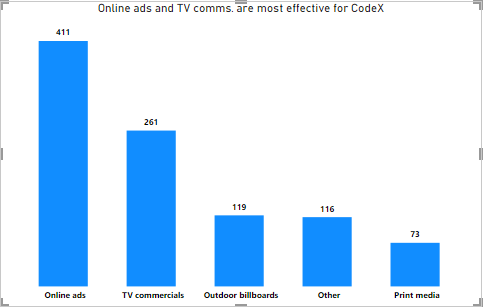 Online ads and TV comms. are most effective for CodeX
411
261
119
116
73
Online ads
TV commercials
Outdoor billboards
Other
Print media